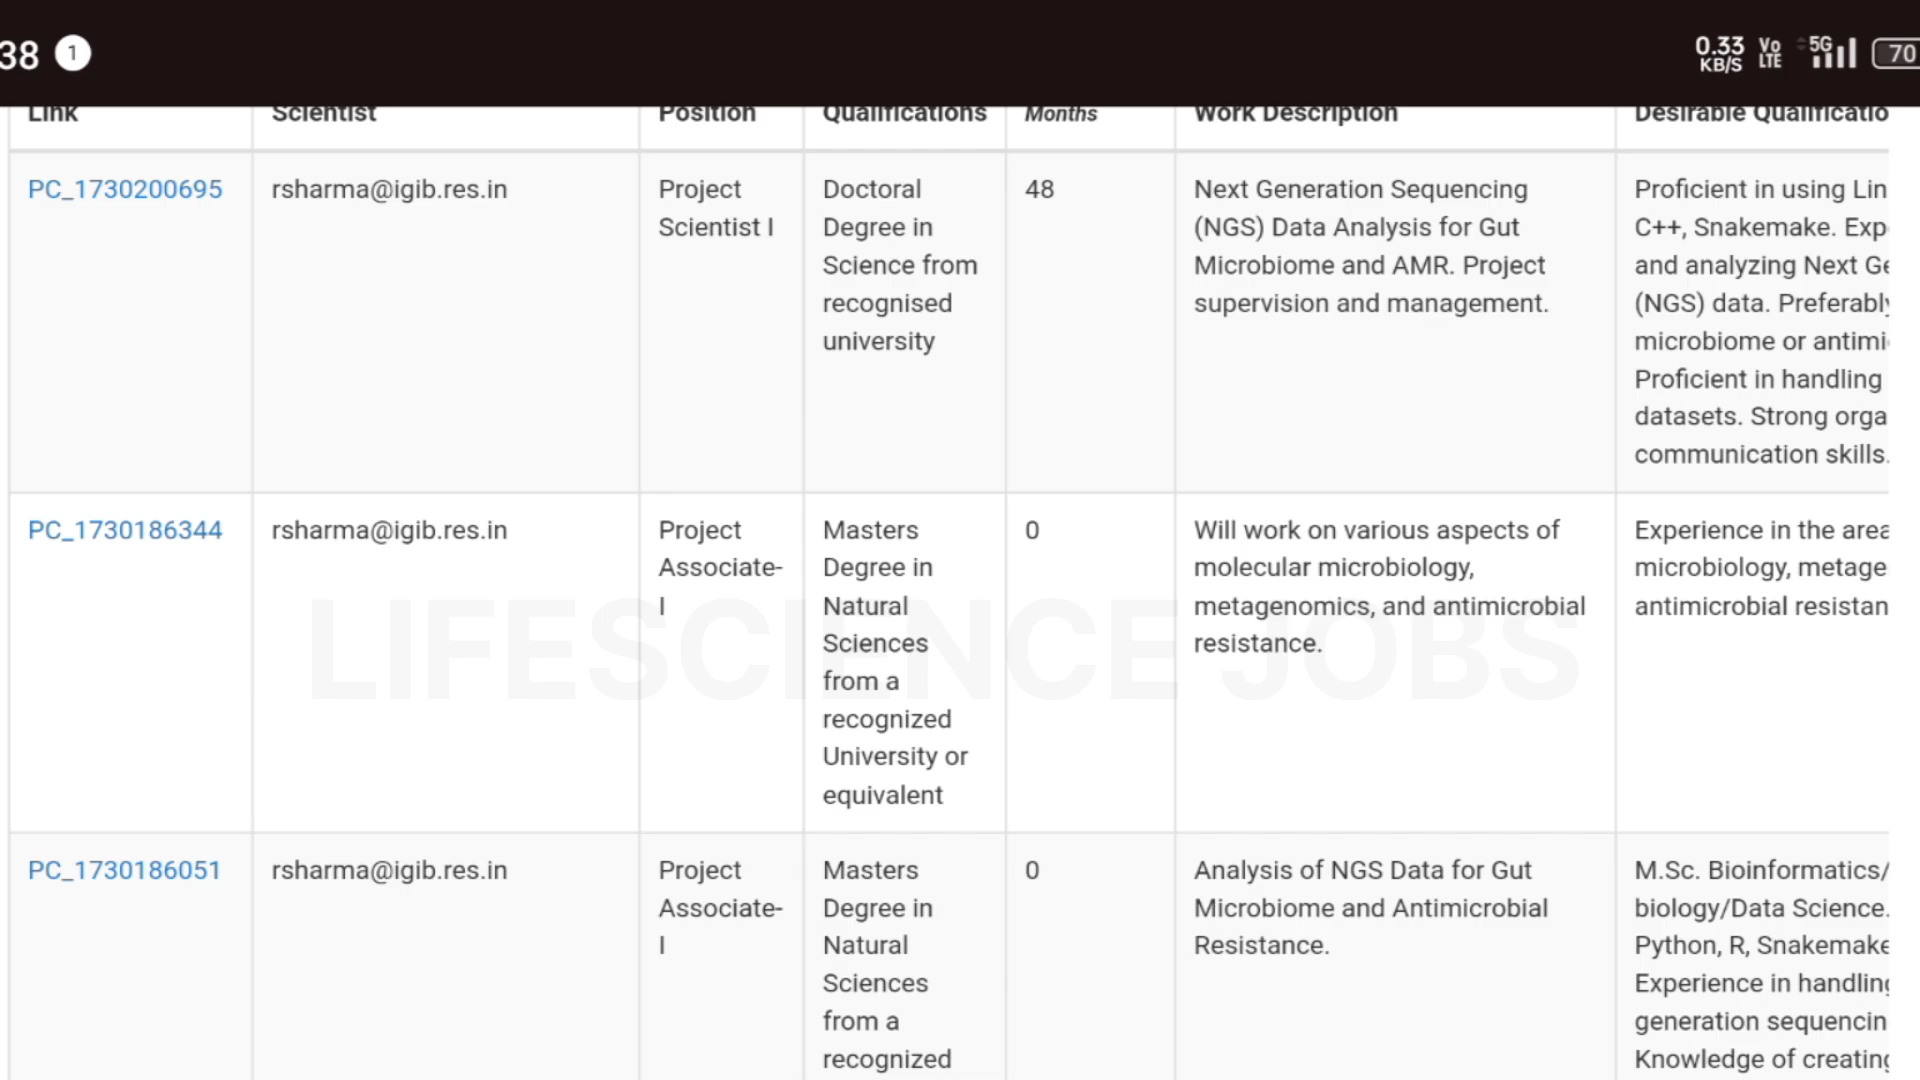 38 1
0.33 KB/S Vo LTE 5G 70
Link Scientist Position Qualifications Months Work Description Desirable Qualificatio
PC_1730200695
rsharma@igib.res.in
Project
Scientist I
Doctoral
Degree in
Science from
recognised
university
48
Next Generation Sequencing
(NGS) Data Analysis for Gut
Microbiome and AMR. Project
supervision and management.
Proficient in using Lin
C++, Snakemake. Exp
and analyzing Next Ge
(NGS) data. Preferably
microbiome or antimi
Proficient in handling
datasets. Strong orga
communication skills.
PC_1730186344
rsharma@igib.res.in
Project
Associate-
I
Masters
Degree in
Natural
Sciences
from a
recognized
University or
equivalent
0
Will work on various aspects of
molecular microbiology,
metagenomics, and antimicrobial
resistance.
Experience in the area
microbiology, metage
antimicrobial resistan
LIFESCIENCE JOBS
PC_1730186051
rsharma@igib.res.in
Project
Associate-
I
Masters
Degree in
Natural
Sciences
from a
recognized
0
Analysis of NGS Data for Gut
Microbiome and Antimicrobial
Resistance.
M.Sc. Bioinformatics/
biology/Data Science.
Python, R, Snakemake
Experience in handling
generation sequencin
Knowledge of creating